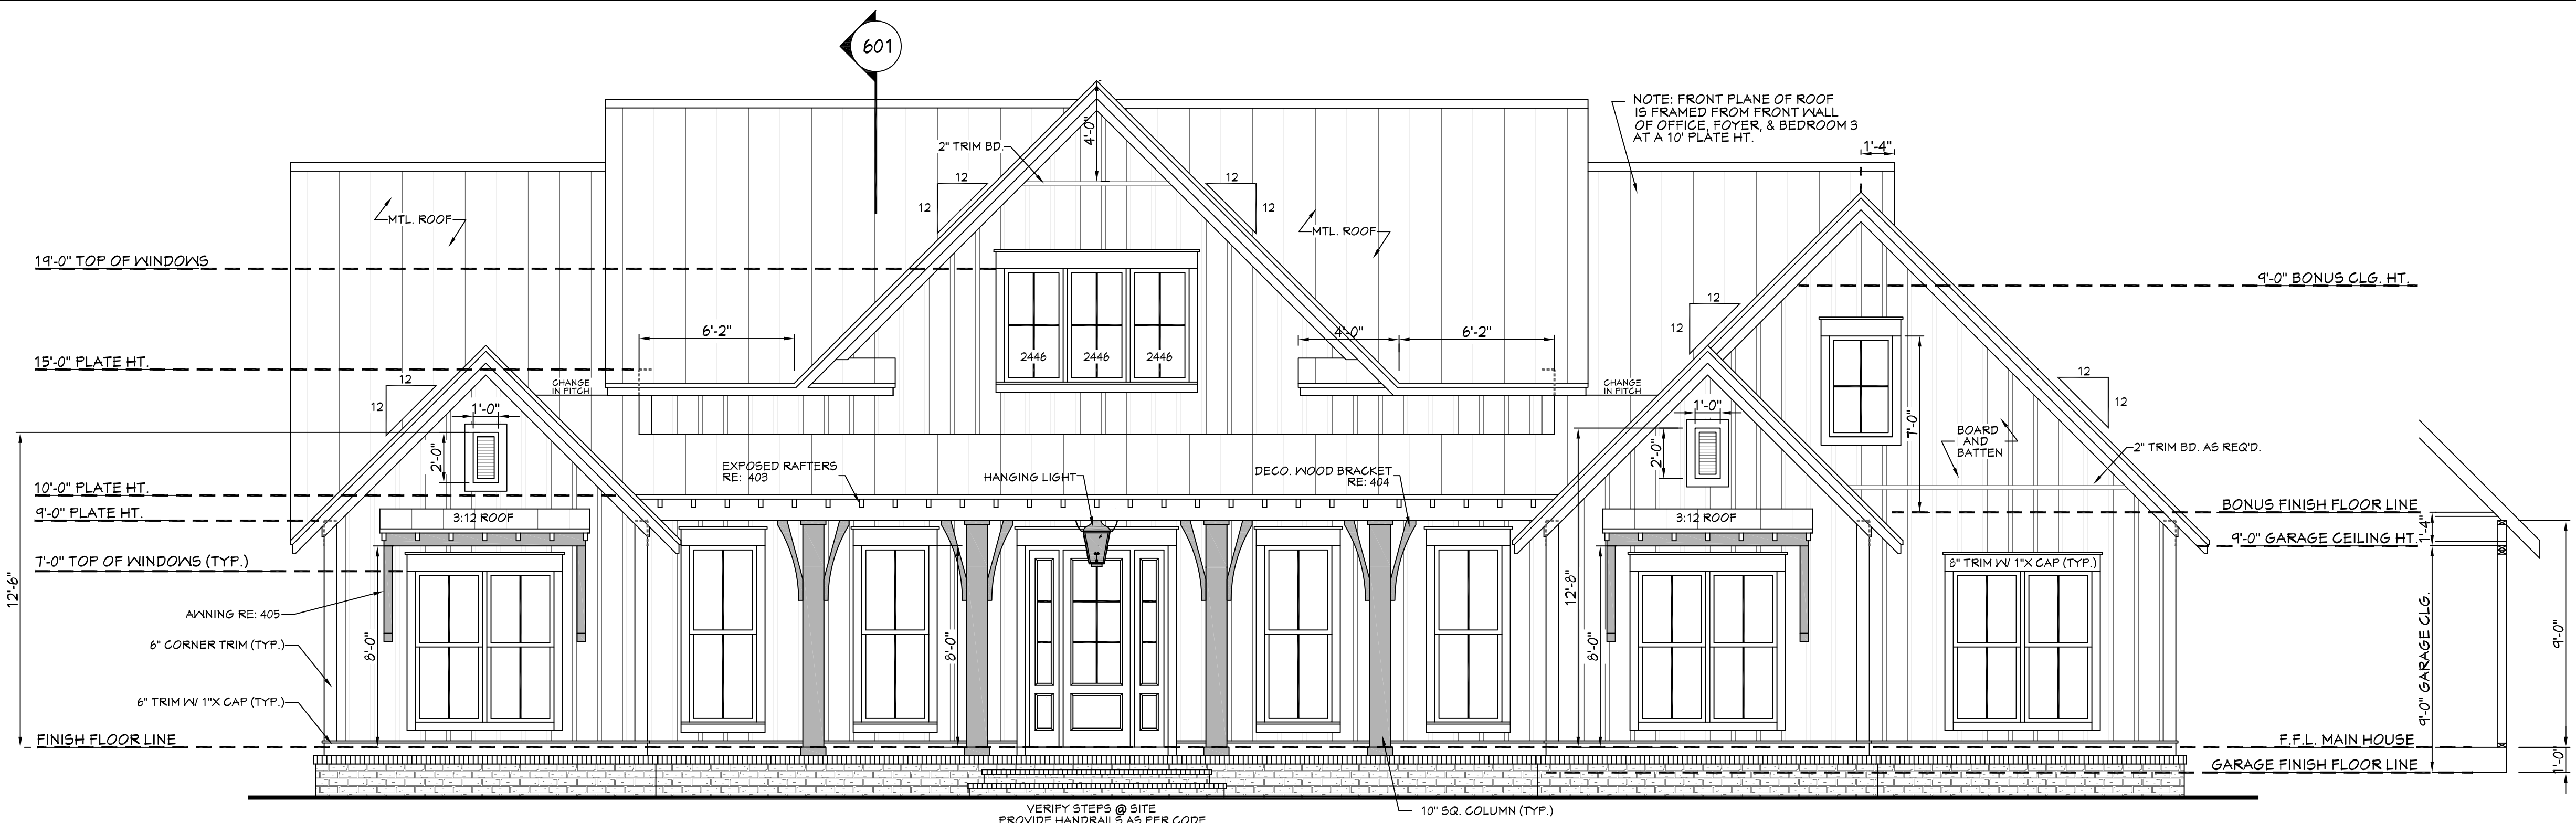 601
NOTE: FRONT PLANE OF ROOF
IS FRAMED FROM FRONT WALL
OF OFFICE, FOYER, & BEDROOM 3
AT A 10' PLATE HT.
1'-4"
4'-0"
2" TRIM BD.
12
12
12
12
MTL. ROOF
MTL. ROOF
19'-0" TOP OF WINDOWS
9'-0" BONUS CLG. HT.
12
12
6'-2"
4'-0"
6'-2"
2446
2446
2446
15'-0" PLATE HT.
12
12
CHANGE
IN PITCH
CHANGE
IN PITCH
12
12
1'-0"
1'-0"
2'-0"
2'-0"
7'-0"
BOARD
AND
BATTEN
2" TRIM BD. AS REQ'D.
EXPOSED RAFTERS
RE: 403
HANGING LIGHT
DECO. WOOD BRACKET
RE: 404
10'-0" PLATE HT.
9'-0" PLATE HT.
3:12 ROOF
3:12 ROOF
BONUS FINISH FLOOR LINE
1'-4"
9'-0" GARAGE CEILING HT.
7'-0" TOP OF WINDOWS (TYP.)
8" TRIM W/ 1"X CAP (TYP.)
12'-6"
12'-8"
AWNING RE: 405
6" CORNER TRIM (TYP.)
8'-0"
8'-0"
8'-0"
9'-0" GARAGE CLG.
9'-0"
6" TRIM W/ 1"X CAP (TYP.)
FINISH FLOOR LINE
F.F.L. MAIN HOUSE
GARAGE FINISH FLOOR LINE
1'-0"
VERIFY STEPS @ SITE
PROVIDE HANDRAILS AS PER CODE
10" SQ. COLUMN (TYP.)